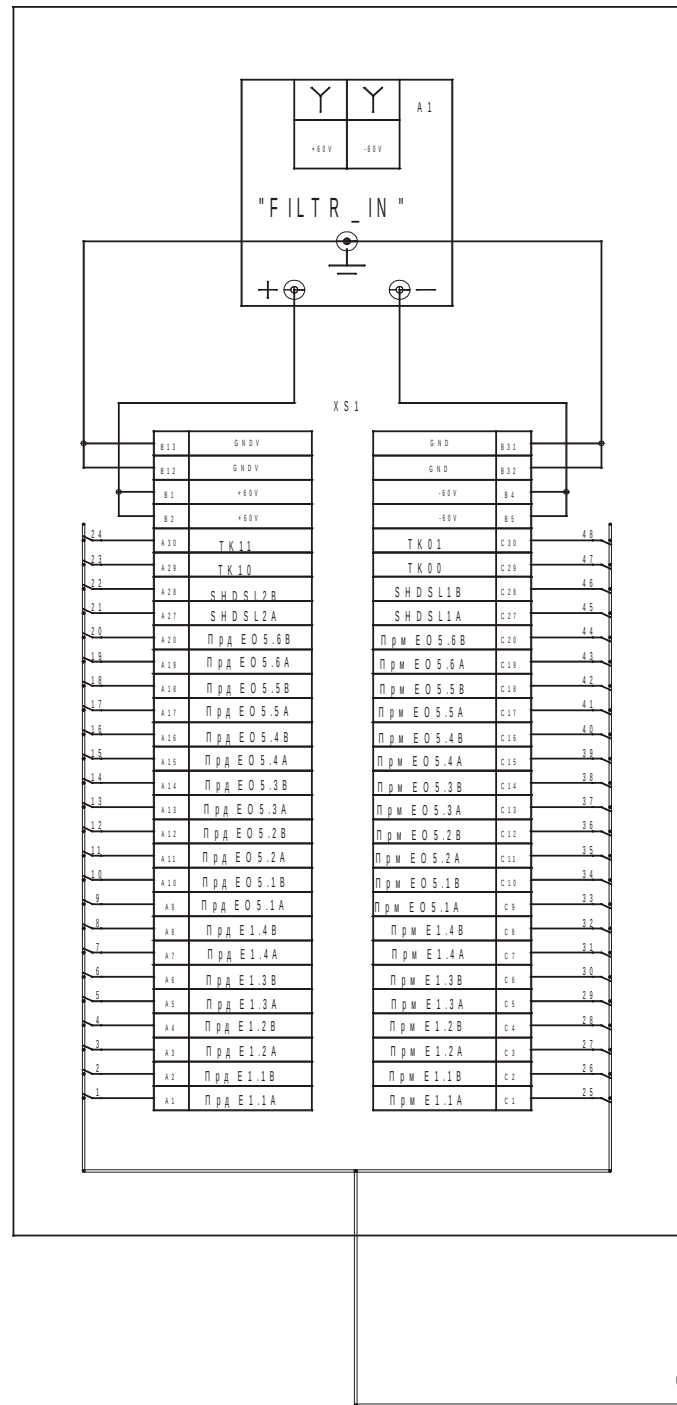 A1
+60V -60V
"FILTR_IN"
XS1
B13 GNDV GND B31
B12 GNDV GND B32
B1 +60V -60V B4
B2 +60V -60V B5
24 A30 TK11 TK01 C30 48
23 A29 TK10 TK00 C29 47
22 A28 SHDSL2B SHDSL1B C28 46
21 A27 SHDSL2A SHDSL1A C27 45
20 A20 Прд EO5.6B Прм EO5.6B C20 44
19 A19 Прд EO5.6A Прм EO5.6A C19 43
18 A18 Прд EO5.5B Прм EO5.5B C18 42
17 A17 Прд EO5.5A Прм EO5.5A C17 41
16 A16 Прд EO5.4B Прм EO5.4B C16 40
15 A15 Прд EO5.4A Прм EO5.4A C15 39
14 A14 Прд EO5.3B Прм EO5.3B C14 38
13 A13 Прд EO5.3A Прм EO5.3A C13 37
12 A12 Прд EO5.2B Прм EO5.2B C12 36
11 A11 Прд EO5.2A Прм EO5.2A C11 35
10 A10 Прд EO5.1B Прм EO5.1B C10 34
9 A9 Прд EO5.1A Прм EO5.1A C9 33
8 A8 Прд E1.4B Прм E1.4B C8 32
7 A7 Прд E1.4A Прм E1.4A C7 31
6 A6 Прд E1.3B Прм E1.3B C6 30
5 A5 Прд E1.3A Прм E1.3A C5 29
4 A4 Прд E1.2B Прм E1.2B C4 28
3 A3 Прд E1.2A Прм E1.2A C3 27
2 A2 Прд E1.1B Прм E1.1B C2 26
1 A1 Прд E1.1A Прм E1.1A C1 25